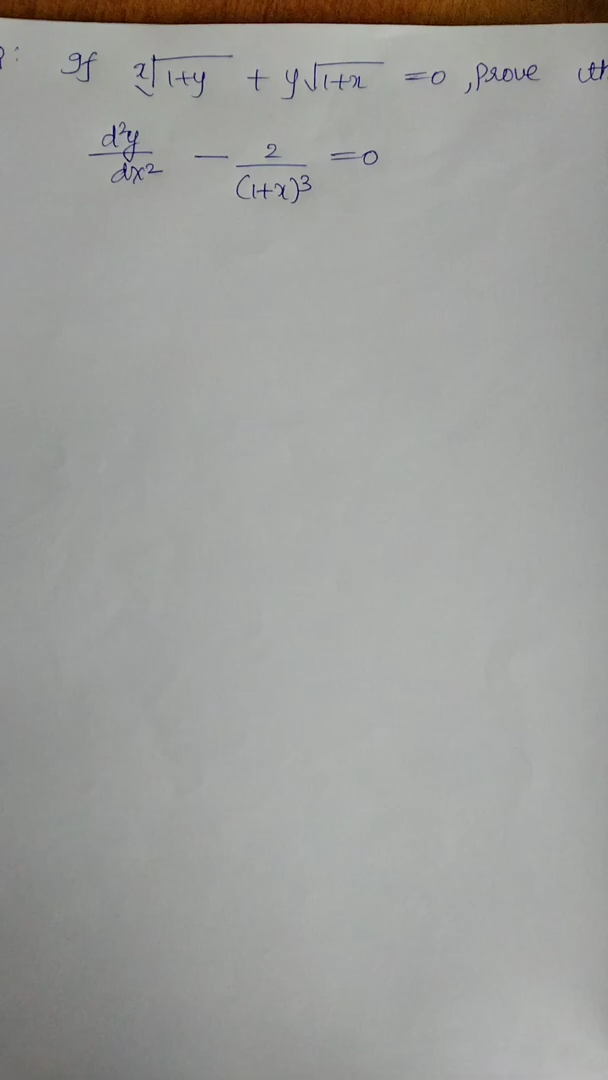 If x√1+y + y√1+x =0, prove
d²y/dx² - 2/(1+x)³ =0